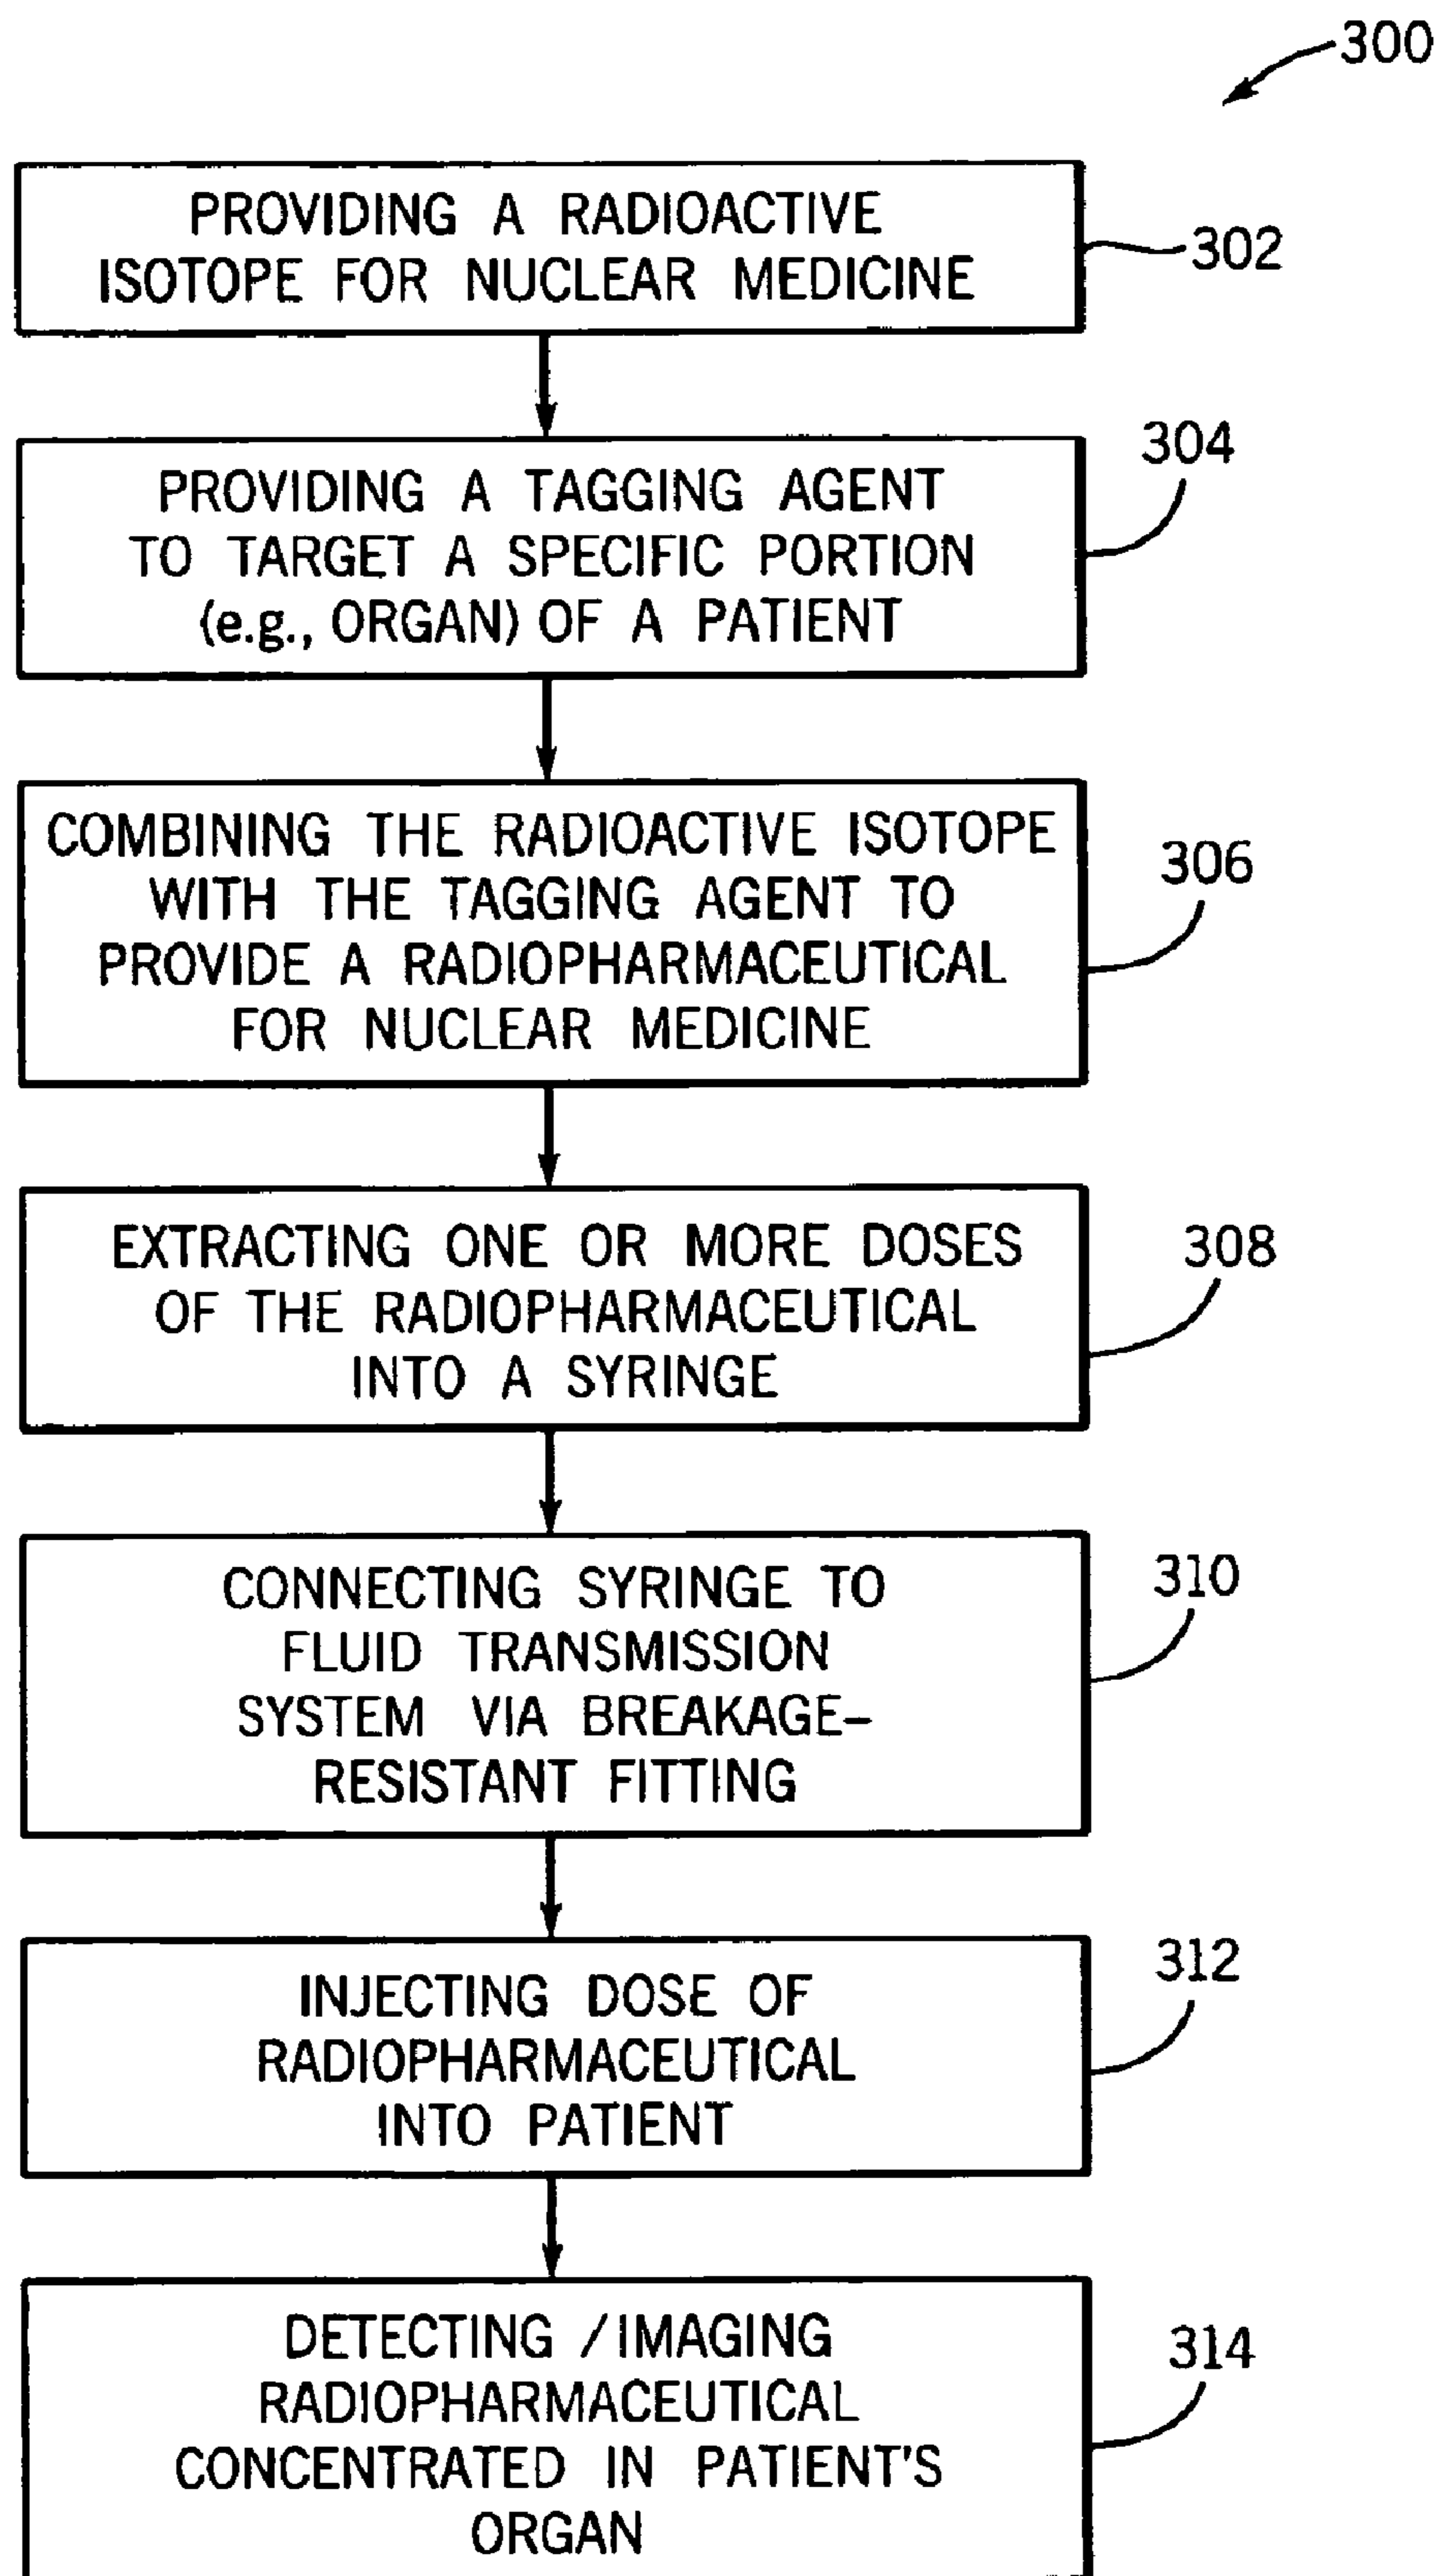 300
PROVIDING A RADIOACTIVE
ISOTOPE FOR NUCLEAR MEDICINE
302
PROVIDING A TAGGING AGENT
TO TARGET A SPECIFIC PORTION
(e.g., ORGAN) OF A PATIENT
304
COMBINING THE RADIOACTIVE ISOTOPE
WITH THE TAGGING AGENT TO
PROVIDE A RADIOPHARMACEUTICAL
FOR NUCLEAR MEDICINE
306
EXTRACTING ONE OR MORE DOSES
OF THE RADIOPHARMACEUTICAL
INTO A SYRINGE
308
CONNECTING SYRINGE TO
FLUID TRANSMISSION
SYSTEM VIA BREAKAGE–
RESISTANT FITTING
310
INJECTING DOSE OF
RADIOPHARMACEUTICAL
INTO PATIENT
312
DETECTING /IMAGING
RADIOPHARMACEUTICAL
CONCENTRATED IN PATIENT'S
ORGAN
314